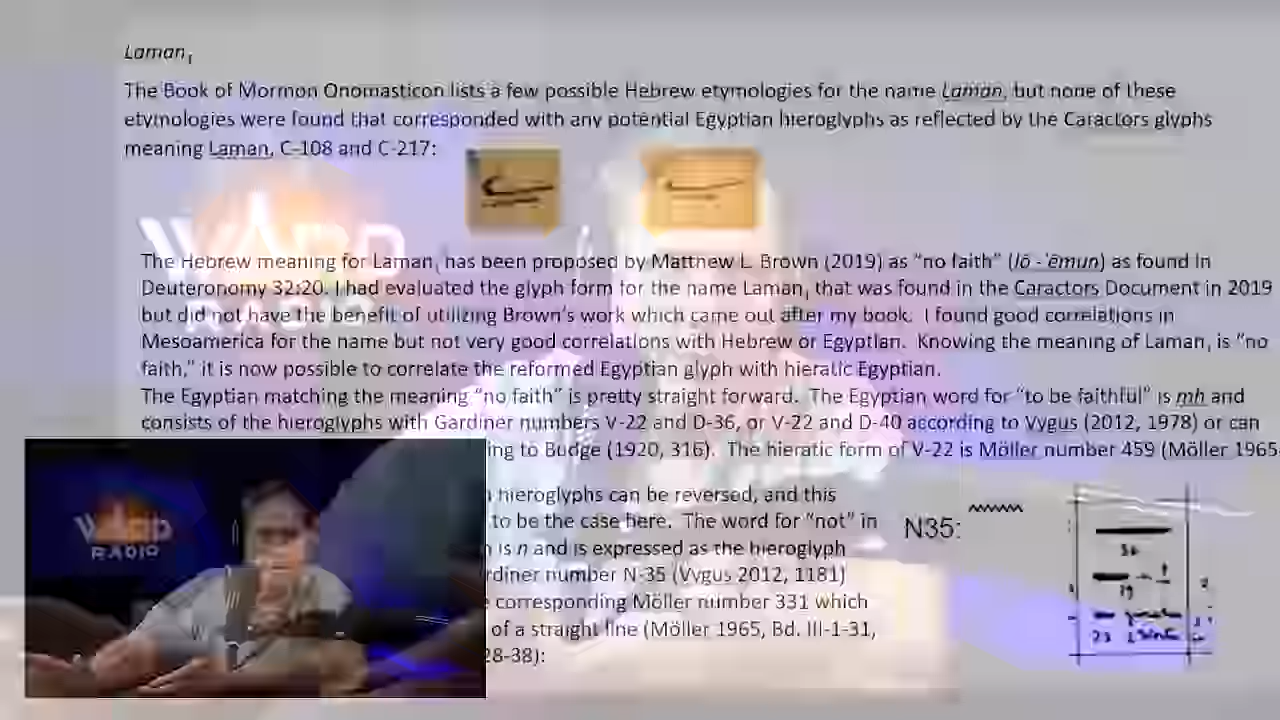 Laman₁
The Book of Mormon Onomasticon lists a few possible Hebrew etymologies for the name Laman, but none of these
etymologies were found that corresponded with any potential Egyptian hieroglyphs as reflected by the Caractors glyphs
meaning Laman, C-108 and C-217:
WARD
RADIO
The Hebrew meaning for Laman₁ has been proposed by Matthew L. Brown (2019) as “no faith” (lō-'ēmun) as found in
Deuteronomy 32:20. I had evaluated the glyph form for the name Laman₁ that was found in the Caractors Document in 2019
but did not have the benefit of utilizing Brown’s work which came out after my book. I found good correlations in
Mesoamerica for the name but not very good correlations with Hebrew or Egyptian. Knowing the meaning of Laman₁ is “no
faith,” it is now possible to correlate the reformed Egyptian glyph with hieratic Egyptian.
The Egyptian matching the meaning “no faith” is pretty straight forward. The Egyptian word for “to be faithful” is mh and
consists of the hieroglyphs with Gardiner numbers V-22 and D-36, or V-22 and D-40 according to Vygus (2012, 1978) or can
ing to Budge (1920, 316). The hieratic form of V-22 is Möller number 459 (Möller 1965
hieroglyphs can be reversed, and this
to be the case here. The word for “not” in
is n and is expressed as the hieroglyph
rdiner number N-35 (Vygus 2012, 1181)
corresponding Möller number 331 which
of a straight line (Möller 1965, Bd. III-1-31,
28-38):
N35:
WARD
RADIO